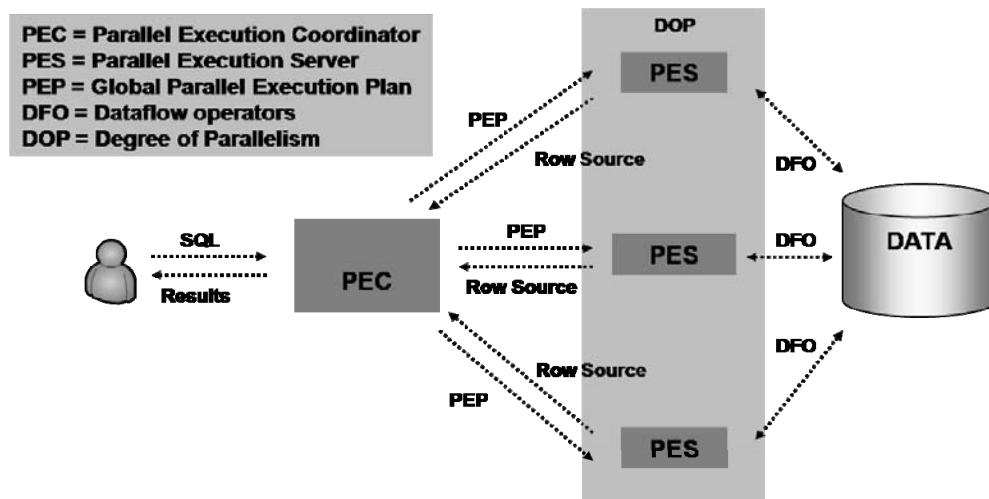 PEC = Parallel Execution Coordinator
PES = Parallel Execution Server
PEP = Global Parallel Execution Plan
DFO = Dataflow operators
DOP = Degree of Parallelism
DOP
PES
PEP
Row Source
DFO
SQL
Results
PEC
PEP
Row Source
PES
DFO
DATA
Row Source
PEP
DFO
PES